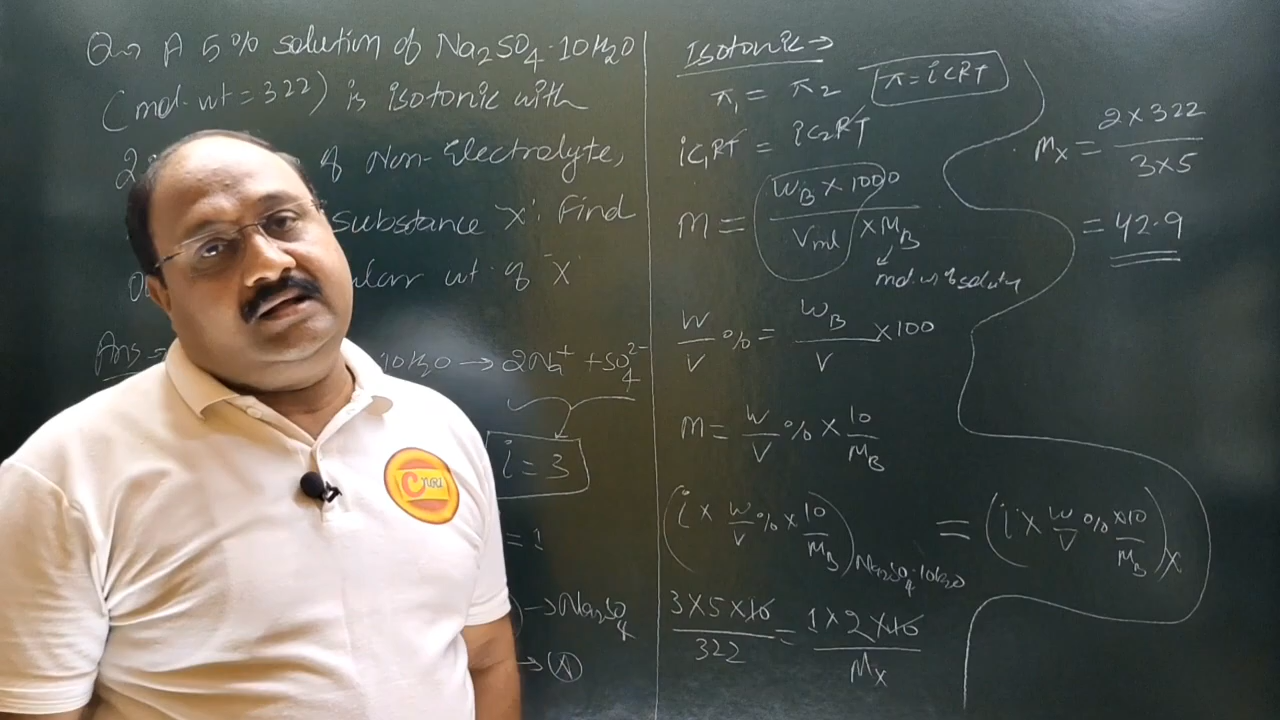 Q→ A 5% solution of Na2SO4·10H2O
(mol. wt = 322) is isotonic with
2 of Non-Electrolyte,
substance 'X'. Find
wt. of 'X'
Ans→ 10H2O → 2Na+ + SO4^2-
i = 3
= 1
→ Na2SO4
→ (X)
Isotonic →
π1 = π2
π = iCRT
iC1RT = iC2RT
M = WB × 1000 / Vml × MB
mol. wt of solute
W/V % = WB/V × 100
M = W/V % × 10/MB
(i × W/V % × 10/MB)Na2SO4·10H2O = (i × W/V % × 10/MB)X
3 × 5 × 10 / 322 = 1 × 2 × 10 / MX
MX = 2 × 322 / 3 × 5
= 42.9